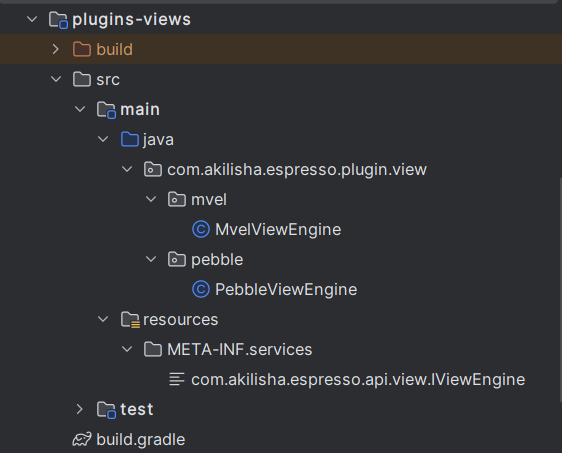 plugins-views
build
src
main
java
com.akilisha.espresso.plugin.view
mvel
MvelViewEngine
pebble
PebbleViewEngine
resources
META-INF.services
com.akilisha.espresso.api.view.IViewEngine
test
build.gradle